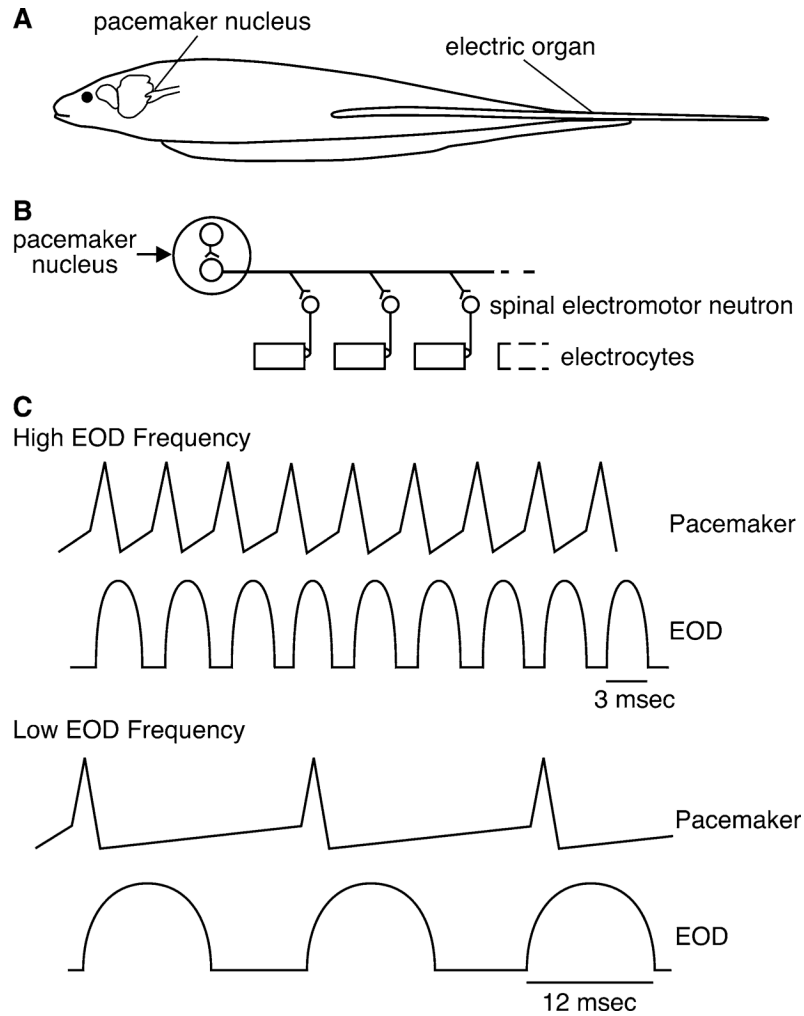 A
pacemaker nucleus
electric organ
B
pacemaker
nucleus
spinal electromotor neutron
electrocytes
C
High EOD Frequency
Pacemaker
EOD
3 msec
Low EOD Frequency
Pacemaker
EOD
12 msec